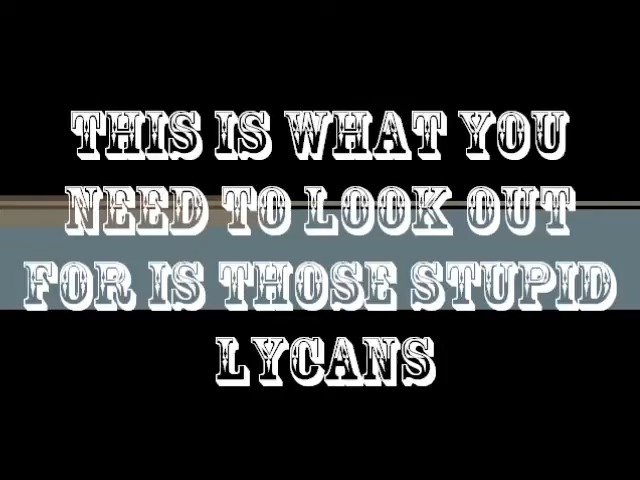 THIS IS WHAT YOU
NEED TO LOOK OUT
FOR IS THOSE STUPID
LYCANS